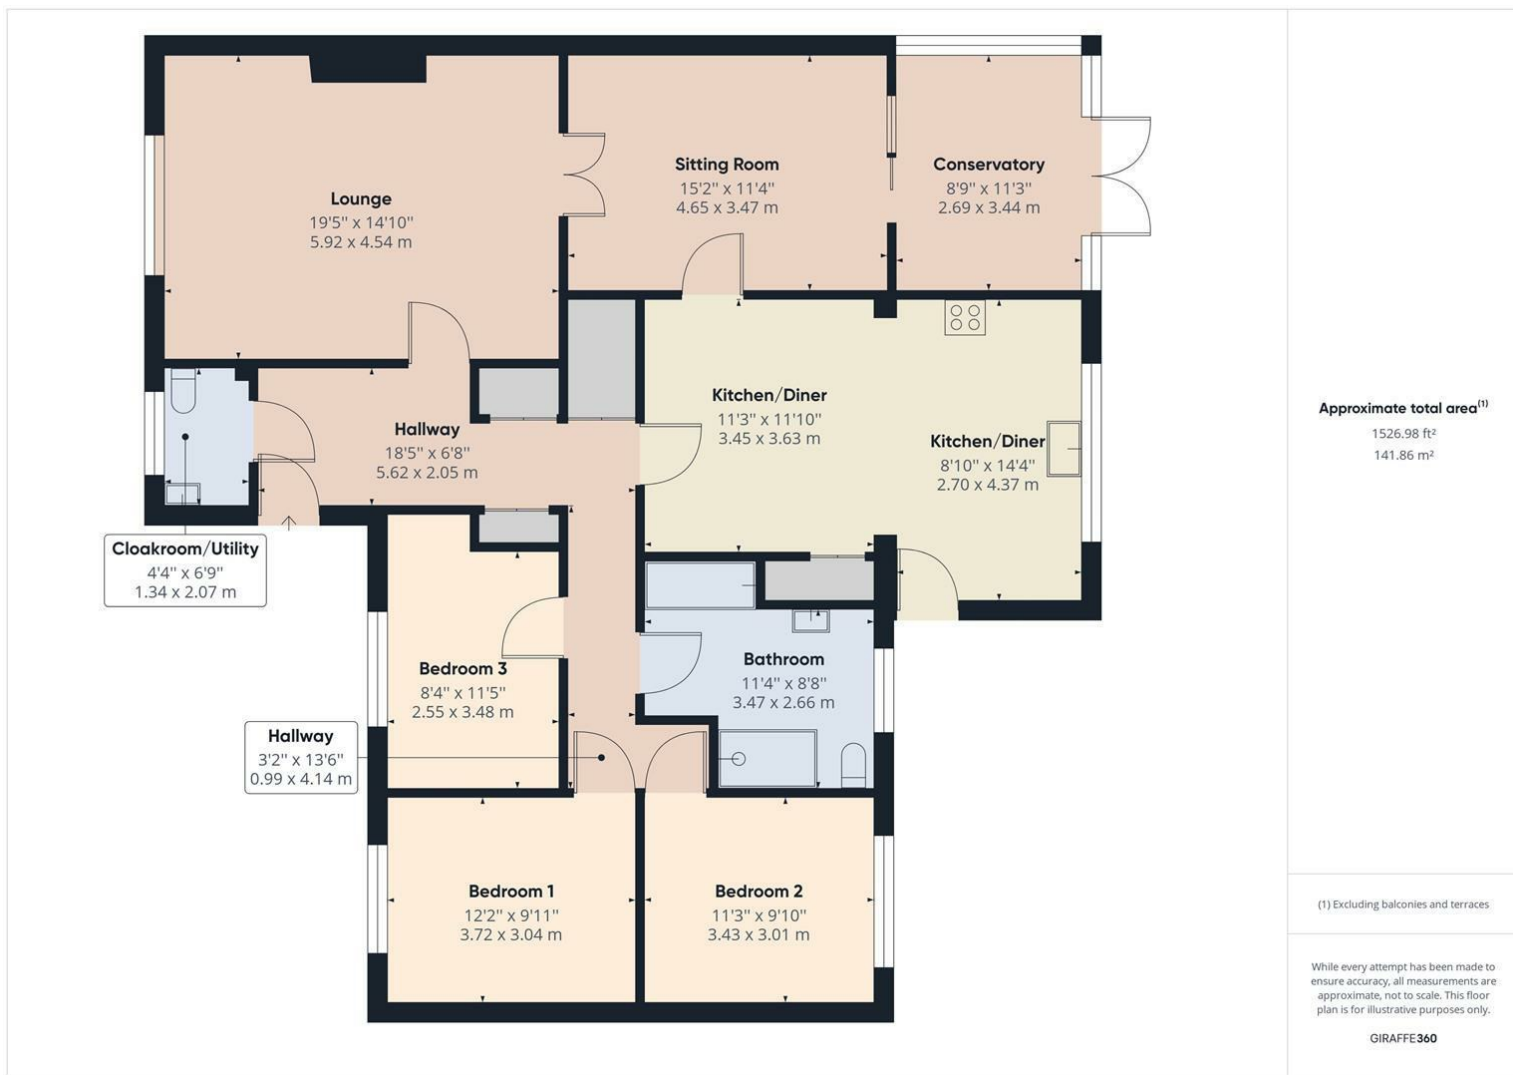 Lounge
19'5" x 14'10"
5.92 x 4.54 m
Sitting Room
15'2" x 11'4"
4.65 x 3.47 m
Conservatory
8'9" x 11'3"
2.69 x 3.44 m
Kitchen/Diner
11'3" x 11'10"
3.45 x 3.63 m
Kitchen/Diner
8'10" x 14'4"
2.70 x 4.37 m
Hallway
18'5" x 6'8"
5.62 x 2.05 m
Cloakroom/Utility
4'4" x 6'9"
1.34 x 2.07 m
Bedroom 3
8'4" x 11'5"
2.55 x 3.48 m
Bathroom
11'4" x 8'8"
3.47 x 2.66 m
Hallway
3'2" x 13'6"
0.99 x 4.14 m
Bedroom 1
12'2" x 9'11"
3.72 x 3.04 m
Bedroom 2
11'3" x 9'10"
3.43 x 3.01 m
Approximate total area(1)
1526.98 ft²
141.86 m²
(1) Excluding balconies and terraces
While every attempt has been made to
ensure accuracy, all measurements are
approximate, not to scale. This floor
plan is for illustrative purposes only.
GIRAFFE360